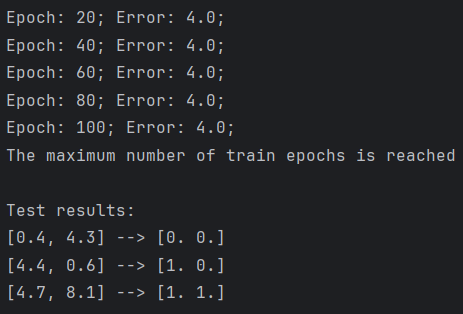 Epoch: 20; Error: 4.0;
Epoch: 40; Error: 4.0;
Epoch: 60; Error: 4.0;
Epoch: 80; Error: 4.0;
Epoch: 100; Error: 4.0;
The maximum number of train epochs is reached
Test results:
[0.4, 4.3] --> [0. 0.]
[4.4, 0.6] --> [1. 0.]
[4.7, 8.1] --> [1. 1.]